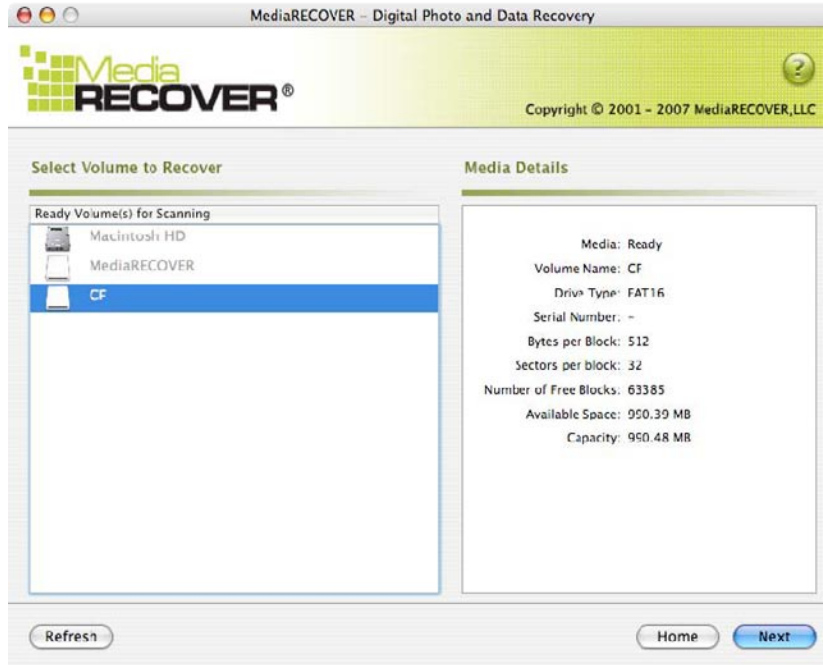 MediaRECOVER – Digital Photo and Data Recovery
Media
RECOVER®
?
Copyright © 2001 – 2007 MediaRECOVER,LLC
Select Volume to Recover
Ready Volume(s) for Scanning
Macintosh HD
MediaRECOVER
CF
Media Details
Media: Ready
Volume Name: CF
Drive Type: FAT16
Serial Number: –
Bytes per Block: 512
Sectors per block: 32
Number of Free Blocks: 63385
Available Space: 990.39 MB
Capacity: 990.48 MB
Refresh
Home
Next